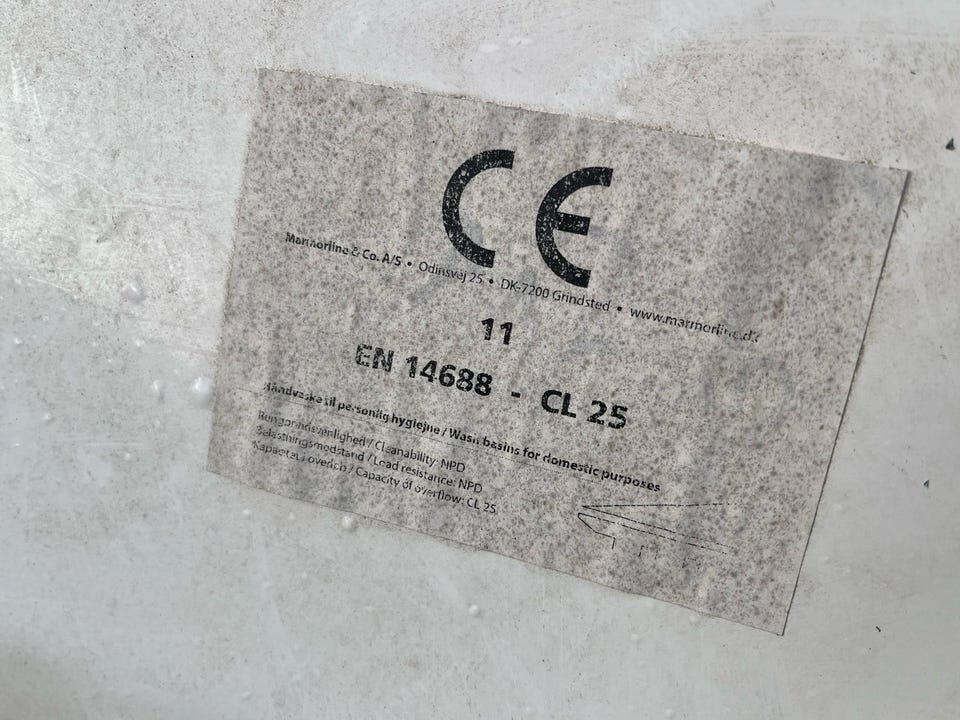 CE
Marmorline & Co. A/S • Odinsvej 25 • DK-7200 Grindsted • www.marmorline.dk
11
EN 14688 - CL 25
Håndvaske til personlig hygiejne / Wash basins for domestic purposes
Rengøringsvenlighed / Cleanability: NPD
Belastningsmodstand / Load resistance: NPD
Kapacitet i overløb / Capacity of overflow: CL 25